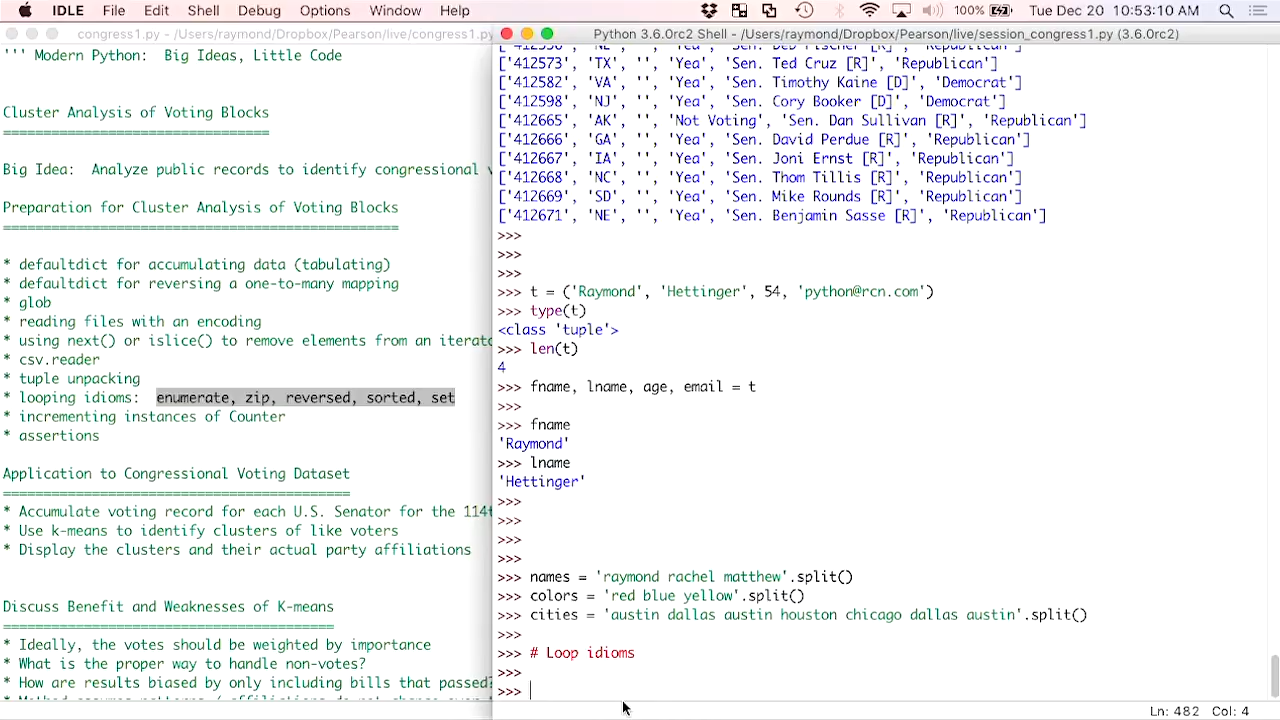 IDLE File Edit Shell Debug Options Window Help 100% Tue Dec 20 10:53:10 AM
congress1.py - /Users/raymond/Dropbox/Pearson/live/congress1.py
''' Modern Python:  Big Ideas, Little Code
Cluster Analysis of Voting Blocks
=================================
Big Idea:  Analyze public records to identify congressional v
Preparation for Cluster Analysis of Voting Blocks
=================================================
* defaultdict for accumulating data (tabulating)
* defaultdict for reversing a one-to-many mapping
* glob
* reading files with an encoding
* using next() or islice() to remove elements from an iterato
* csv.reader
* tuple unpacking
* looping idioms:  enumerate, zip, reversed, sorted, set
* incrementing instances of Counter
* assertions
Application to Congressional Voting Dataset
===========================================
* Accumulate voting record for each U.S. Senator for the 114t
* Use k-means to identify clusters of like voters
* Display the clusters and their actual party affiliations
Discuss Benefit and Weaknesses of K-means
=========================================
* Ideally, the votes should be weighted by importance
* What is the proper way to handle non-votes?
* How are results biased by only including bills that passed?
Python 3.6.0rc2 Shell - /Users/raymond/Dropbox/Pearson/live/session_congress1.py (3.6.0rc2)
['412573', 'TX', '', 'Yea', 'Sen. Ted Cruz [R]', 'Republican']
['412582', 'VA', '', 'Yea', 'Sen. Timothy Kaine [D]', 'Democrat']
['412598', 'NJ', '', 'Yea', 'Sen. Cory Booker [D]', 'Democrat']
['412665', 'AK', '', 'Not Voting', 'Sen. Dan Sullivan [R]', 'Republican']
['412666', 'GA', '', 'Yea', 'Sen. David Perdue [R]', 'Republican']
['412667', 'IA', '', 'Yea', 'Sen. Joni Ernst [R]', 'Republican']
['412668', 'NC', '', 'Yea', 'Sen. Thom Tillis [R]', 'Republican']
['412669', 'SD', '', 'Yea', 'Sen. Mike Rounds [R]', 'Republican']
['412671', 'NE', '', 'Yea', 'Sen. Benjamin Sasse [R]', 'Republican']
>>>
>>>
>>>
>>> t = ('Raymond', 'Hettinger', 54, 'python@rcn.com')
>>> type(t)
<class 'tuple'>
>>> len(t)
4
>>> fname, lname, age, email = t
>>>
>>> fname
'Raymond'
>>> lname
'Hettinger'
>>>
>>>
>>>
>>>
>>> names = 'raymond rachel matthew'.split()
>>> colors = 'red blue yellow'.split()
>>> cities = 'austin dallas austin houston chicago dallas austin'.split()
>>>
>>> # Loop idioms
>>>
>>>
Ln: 482 Col: 4